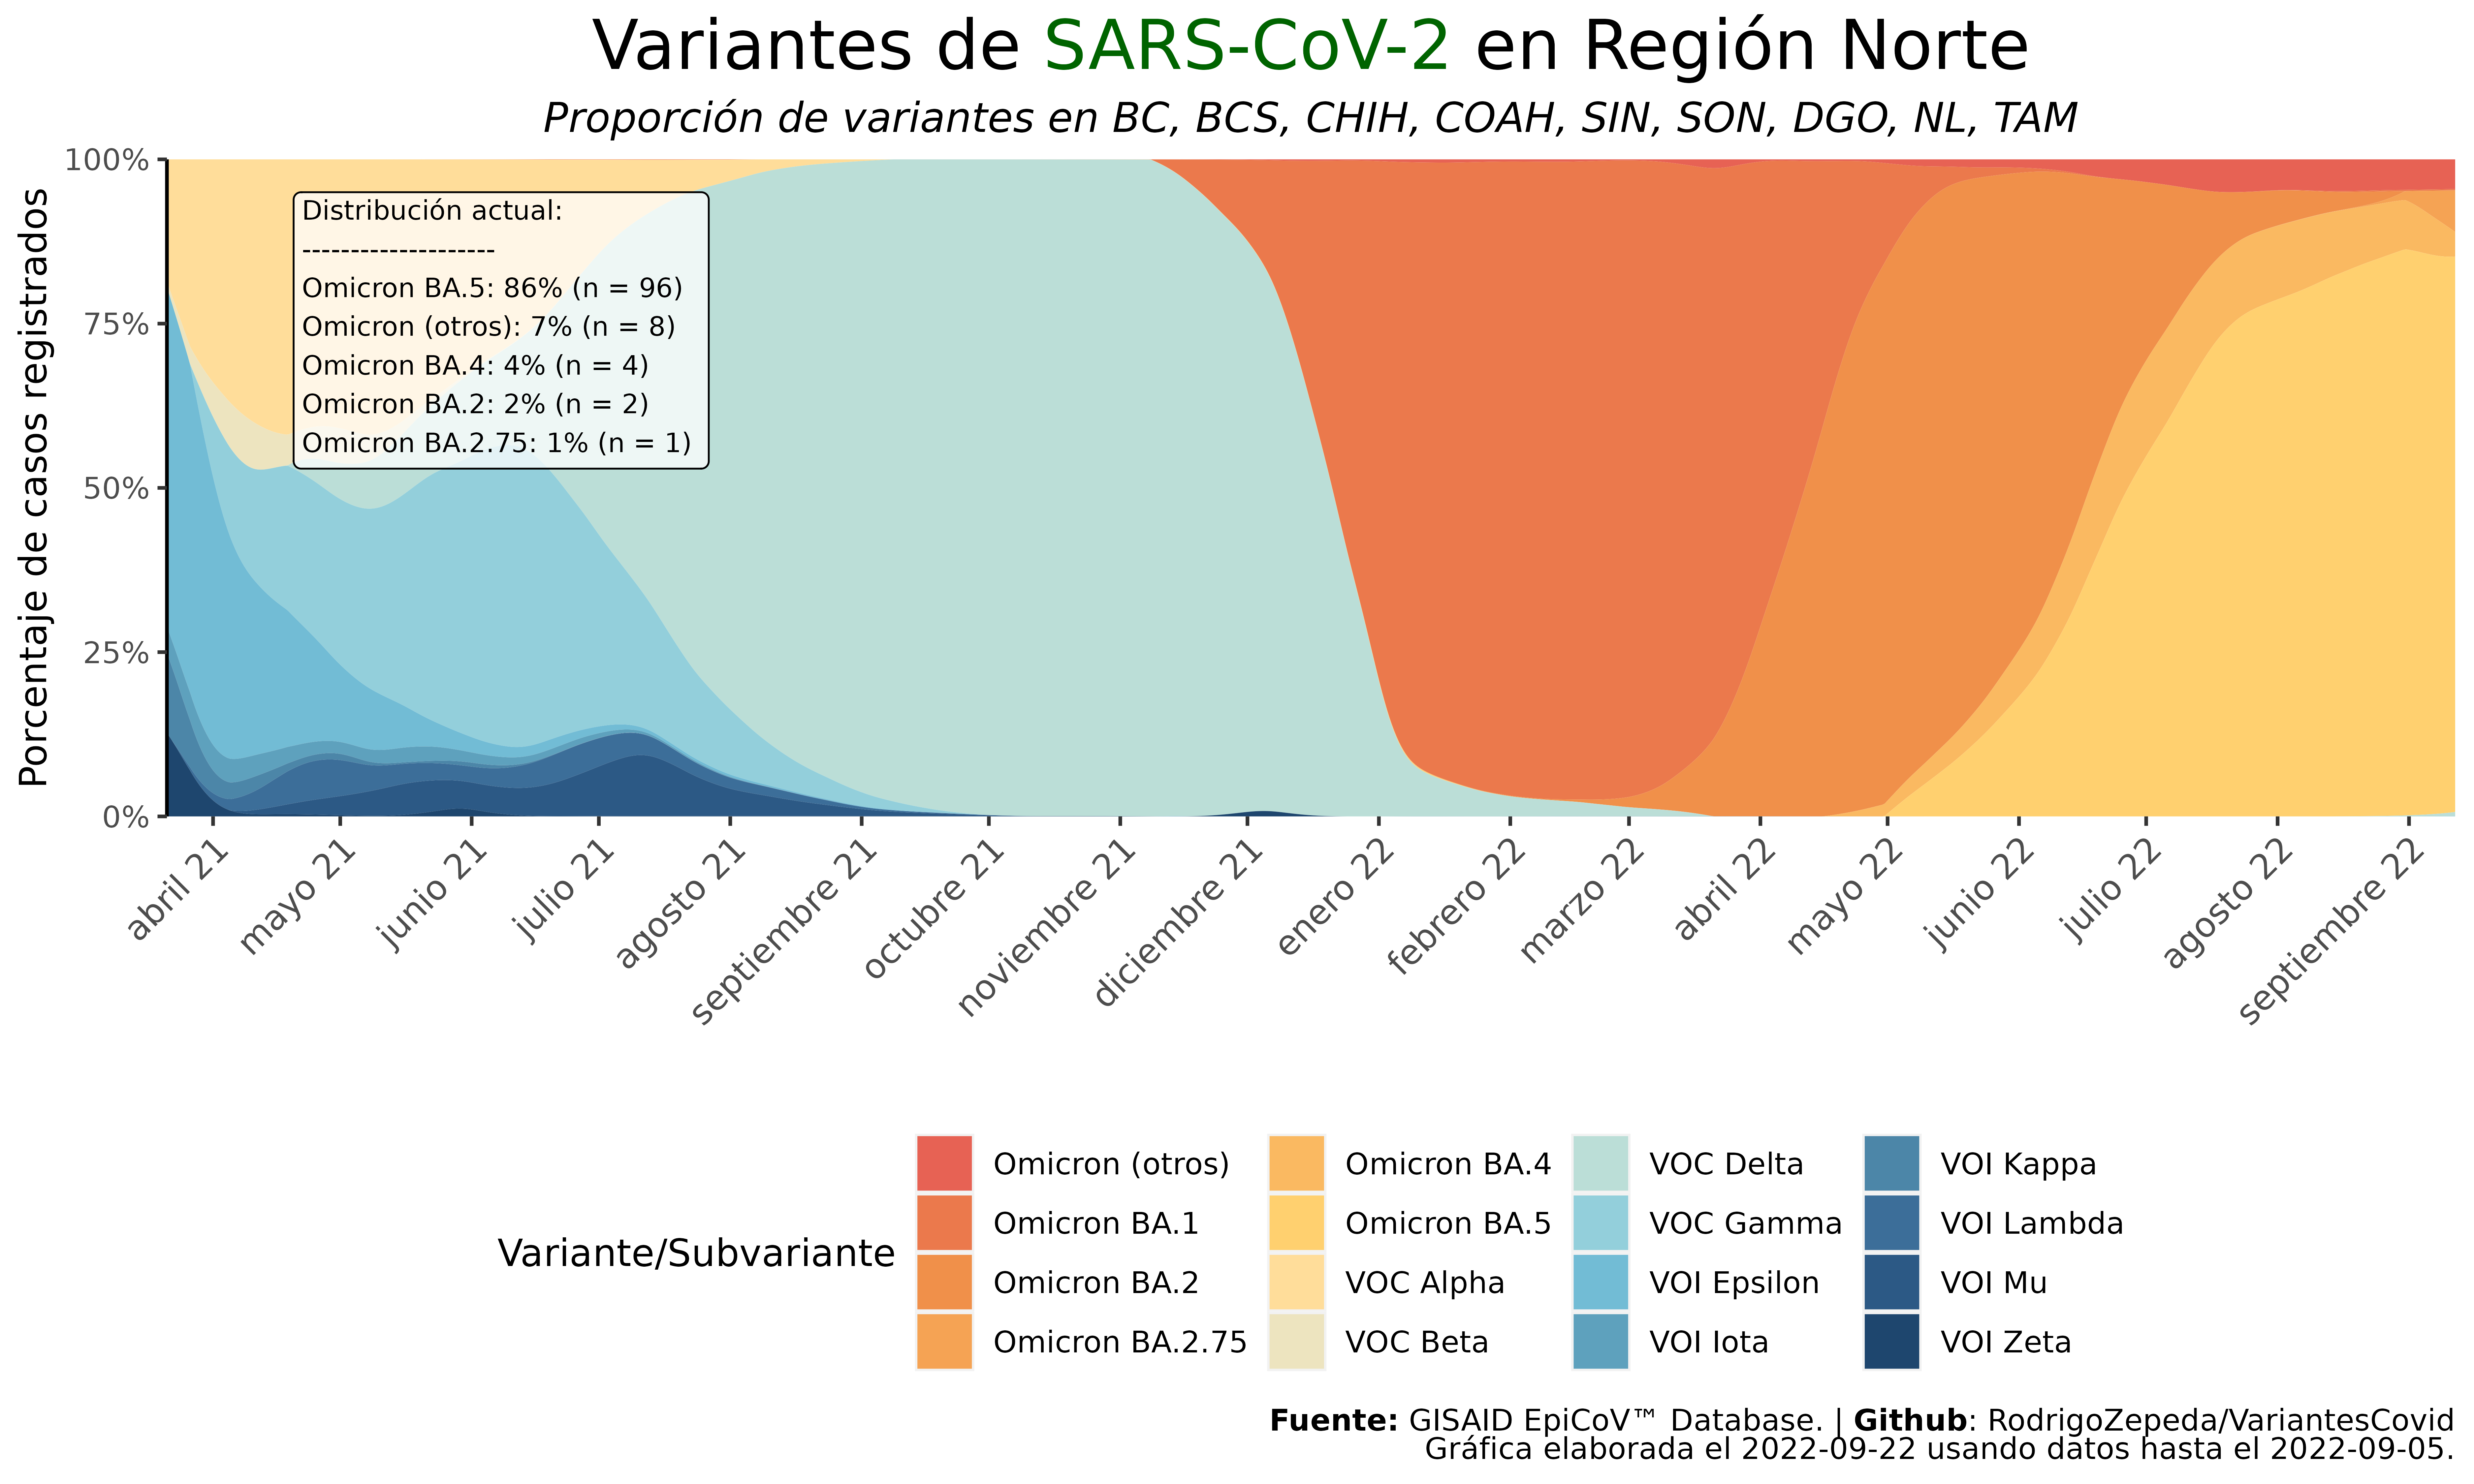 Variantes de SARS-CoV-2 en Región Norte
Proporción de variantes en BC, BCS, CHIH, COAH, SIN, SON, DGO, NL, TAM
Porcentaje de casos registrados
100%
75%
50%
25%
0%
Distribución actual:
--------------------
Omicron BA.5: 86% (n = 96)
Omicron (otros): 7% (n = 8)
Omicron BA.4: 4% (n = 4)
Omicron BA.2: 2% (n = 2)
Omicron BA.2.75: 1% (n = 1)
abril 21
mayo 21
junio 21
julio 21
agosto 21
septiembre 21
octubre 21
noviembre 21
diciembre 21
enero 22
febrero 22
marzo 22
abril 22
mayo 22
junio 22
julio 22
agosto 22
septiembre 22
Variante/Subvariante
Omicron (otros)
Omicron BA.1
Omicron BA.2
Omicron BA.2.75
Omicron BA.4
Omicron BA.5
VOC Alpha
VOC Beta
VOC Delta
VOC Gamma
VOI Epsilon
VOI Iota
VOI Kappa
VOI Lambda
VOI Mu
VOI Zeta
Fuente: GISAID EpiCoV™ Database. | Github: RodrigoZepeda/VariantesCovid
Gráfica elaborada el 2022-09-22 usando datos hasta el 2022-09-05.